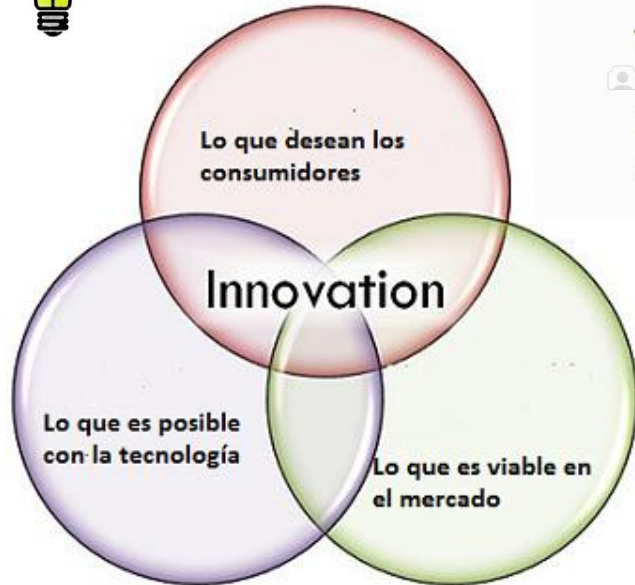 Lo que desean los
consumidores
Innovation
Lo que es posible
con la tecnología
Lo que es viable en
el mercado